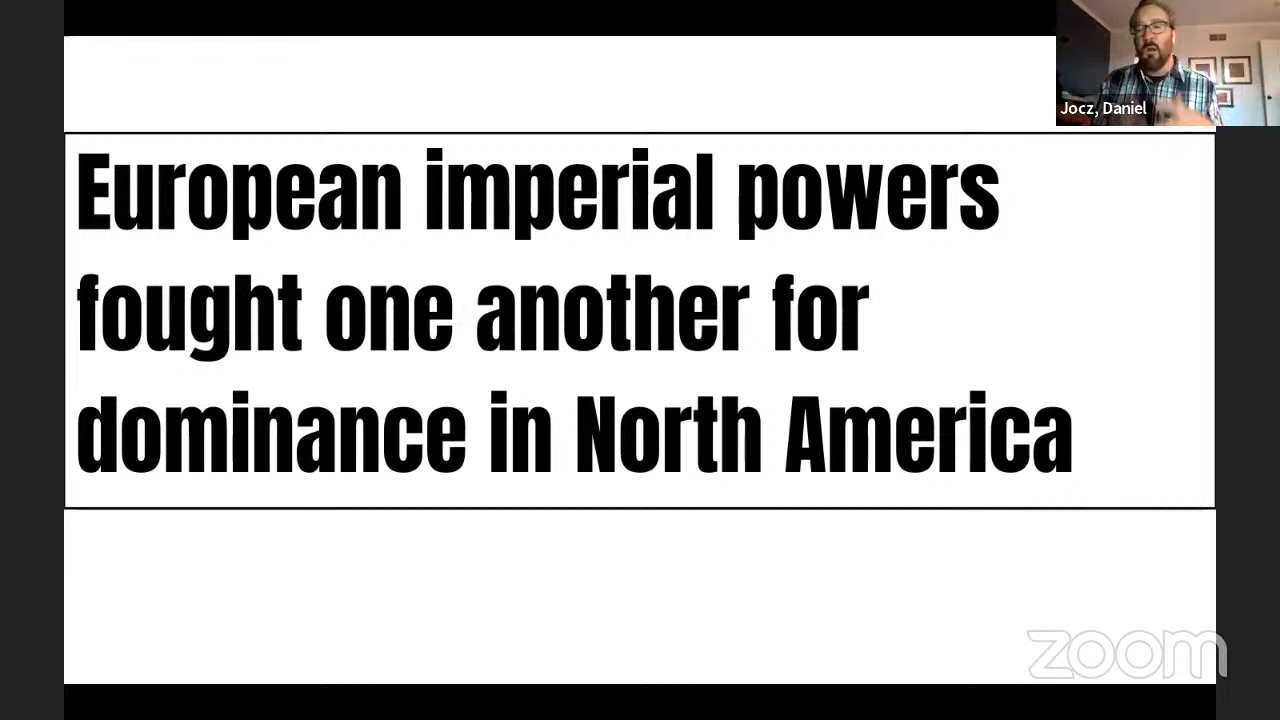 Jocz, Daniel
European imperial powers
fought one another for
dominance in North America
zoom